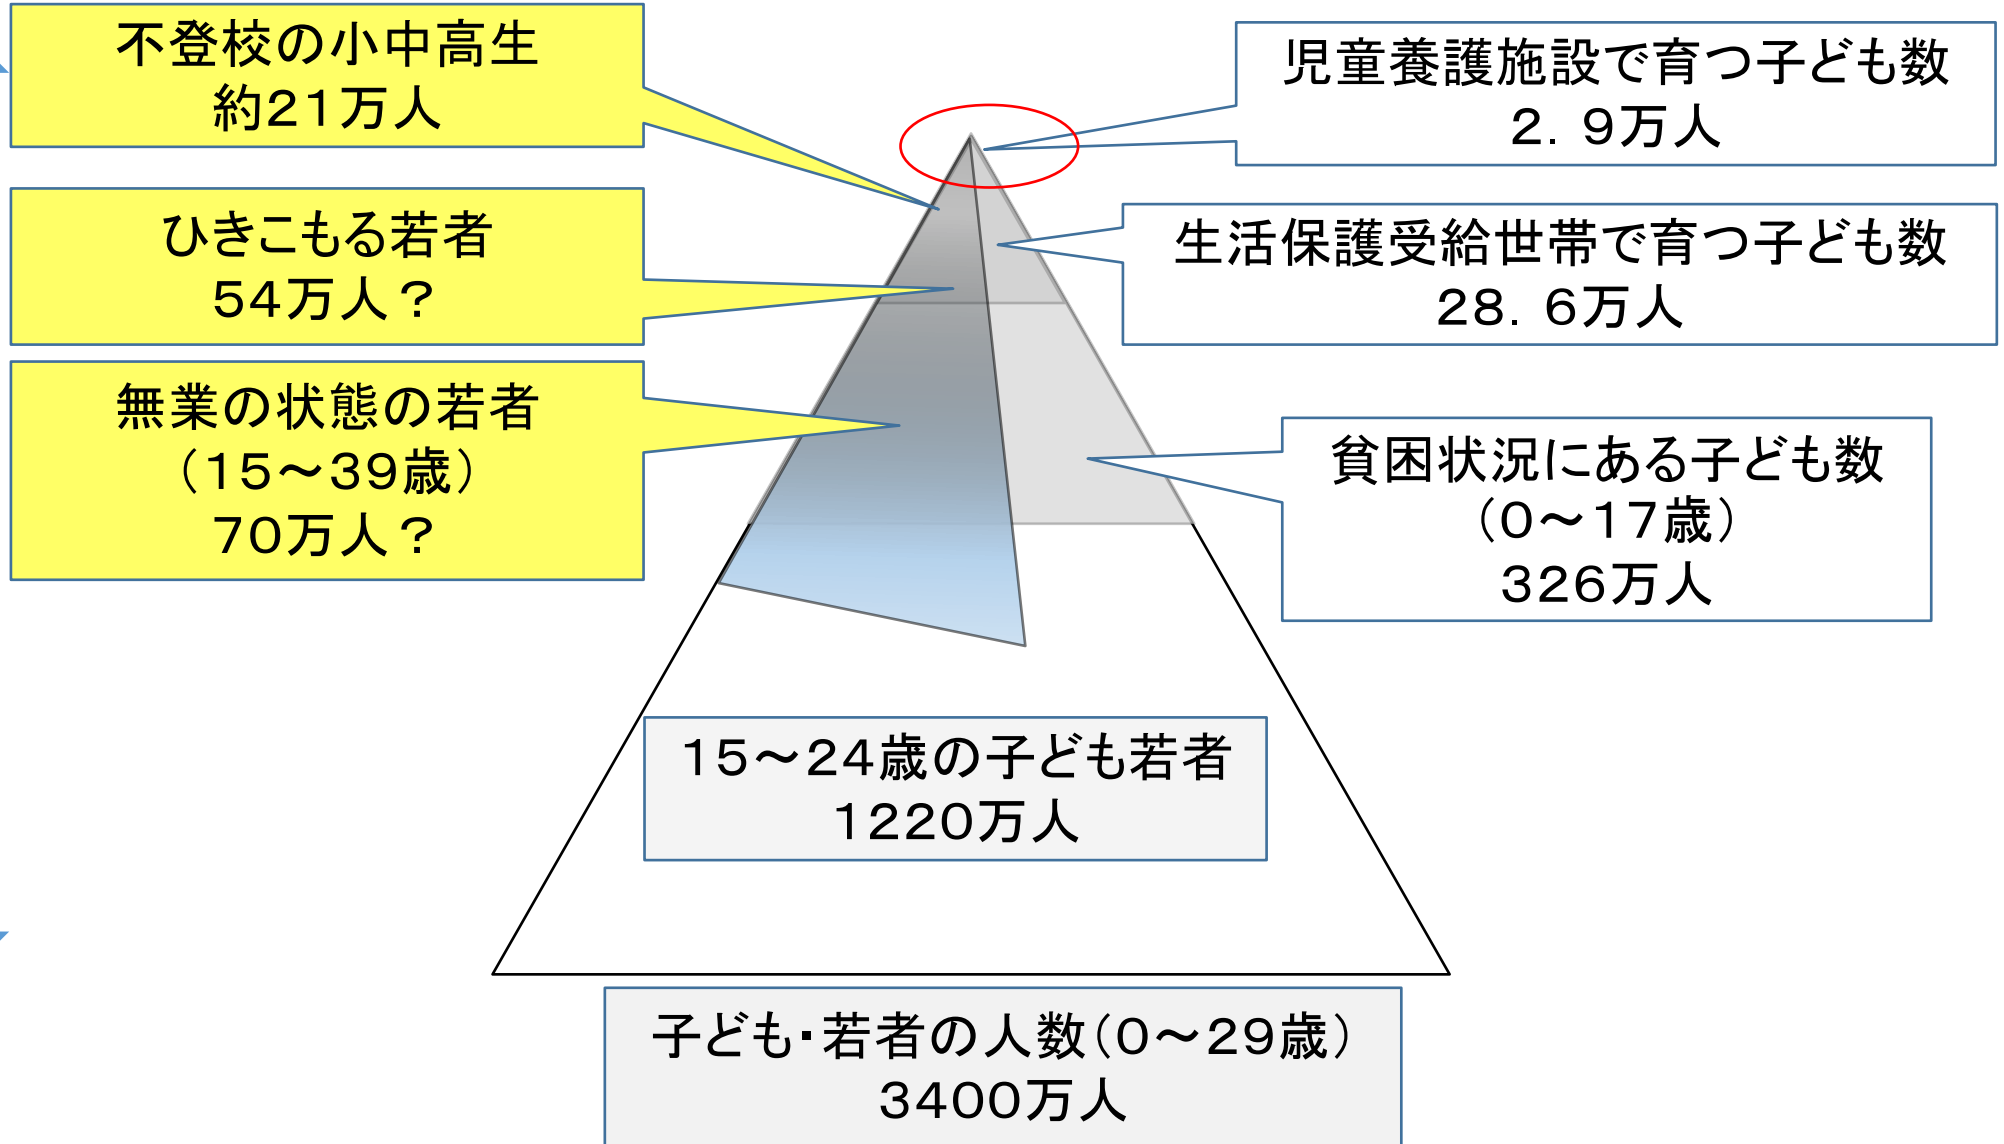 不登校の小中高生
約21万人
ひきこもる若者
54万人？
無業の状態の若者
（15～39歳）
70万人？
児童養護施設で育つ子ども数
2．9万人
生活保護受給世帯で育つ子ども数
28．6万人
貧困状況にある子ども数
（0～17歳）
326万人
15～24歳の子ども若者
1220万人
子ども・若者の人数（0～29歳）
3400万人